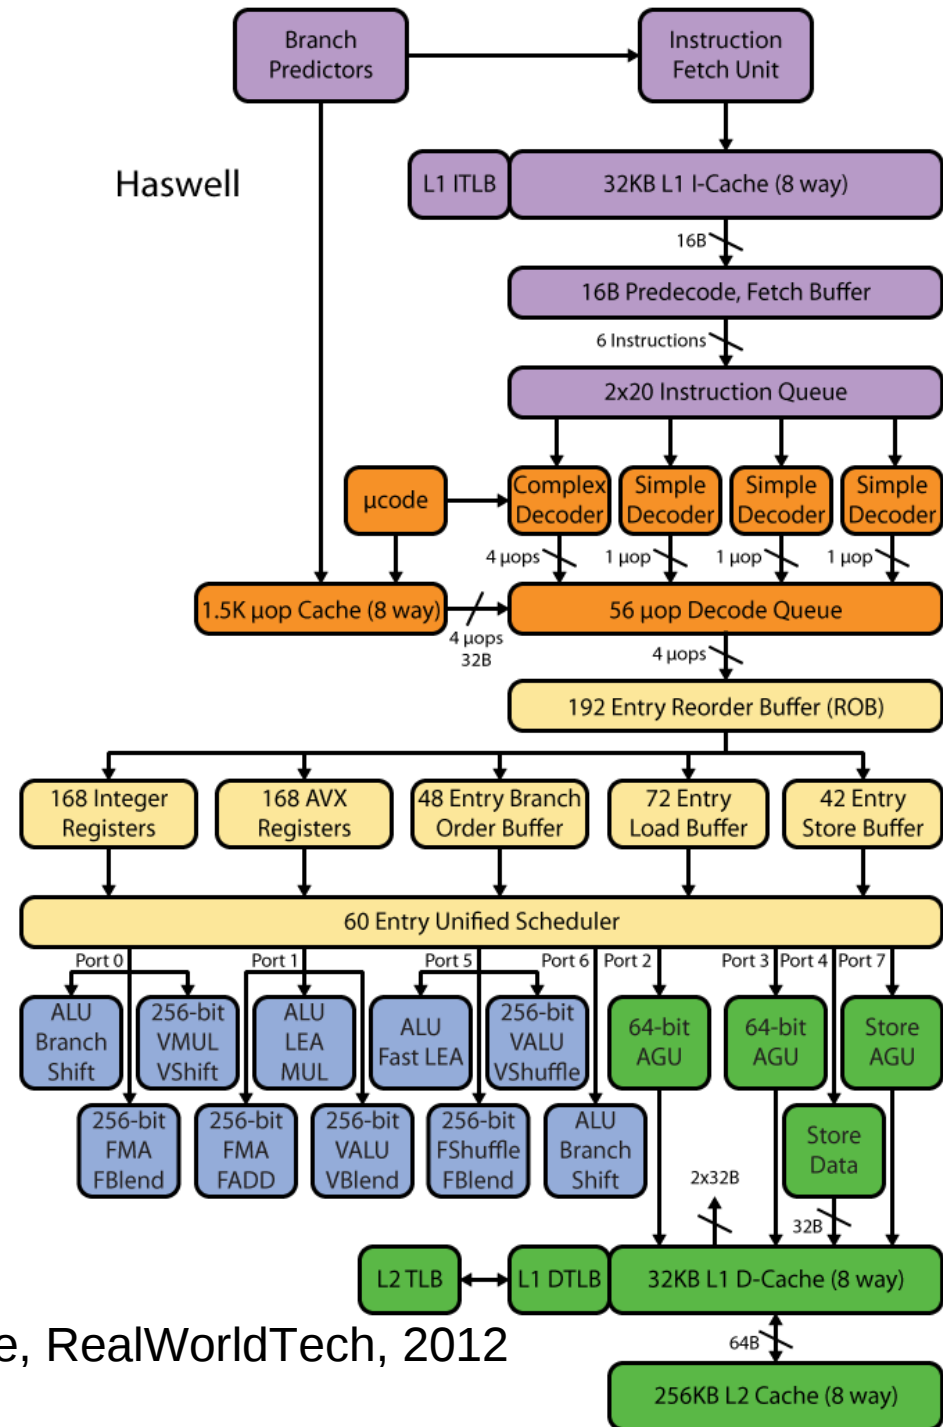 Branch
Predictors
Instruction
Fetch Unit
Haswell
L1 ITLB
32KB L1 I-Cache (8 way)
16B
16B Predecode, Fetch Buffer
6 Instructions
2x20 Instruction Queue
µcode
Complex
Decoder
Simple
Decoder
Simple
Decoder
Simple
Decoder
4 µops
1 µop
1 µop
1 µop
1.5K µop Cache (8 way)
4 µops
32B
56 µop Decode Queue
4 µops
192 Entry Reorder Buffer (ROB)
168 Integer
Registers
168 AVX
Registers
48 Entry Branch
Order Buffer
72 Entry
Load Buffer
42 Entry
Store Buffer
60 Entry Unified Scheduler
Port 0
Port 1
Port 5
Port 6
Port 2
Port 3
Port 4
Port 7
ALU
Branch
Shift
256-bit
VMUL
VShift
ALU
LEA
MUL
ALU
Fast LEA
256-bit
VALU
VShuffle
64-bit
AGU
64-bit
AGU
Store
AGU
256-bit
FMA
FBlend
256-bit
FMA
FADD
256-bit
VALU
VBlend
256-bit
FShuffle
FBlend
ALU
Branch
Shift
Store
Data
2x32B
32B
L2 TLB
L1 DTLB
32KB L1 D-Cache (8 way)
e, RealWorldTech, 2012
64B
256KB L2 Cache (8 way)